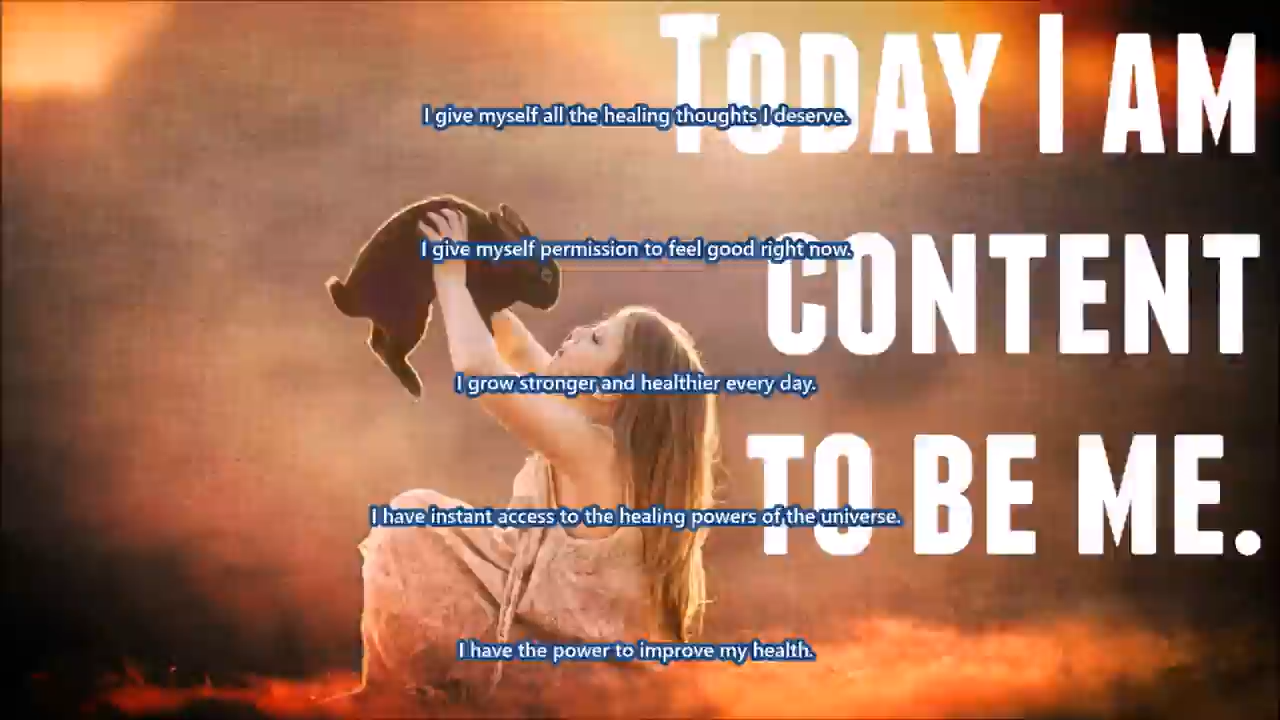 TODAY I AM
CONTENT
TO BE ME.
I give myself all the healing thoughts I deserve.
I give myself permission to feel good right now.
I grow stronger and healthier every day.
I have instant access to the healing powers of the universe.
I have the power to improve my health.